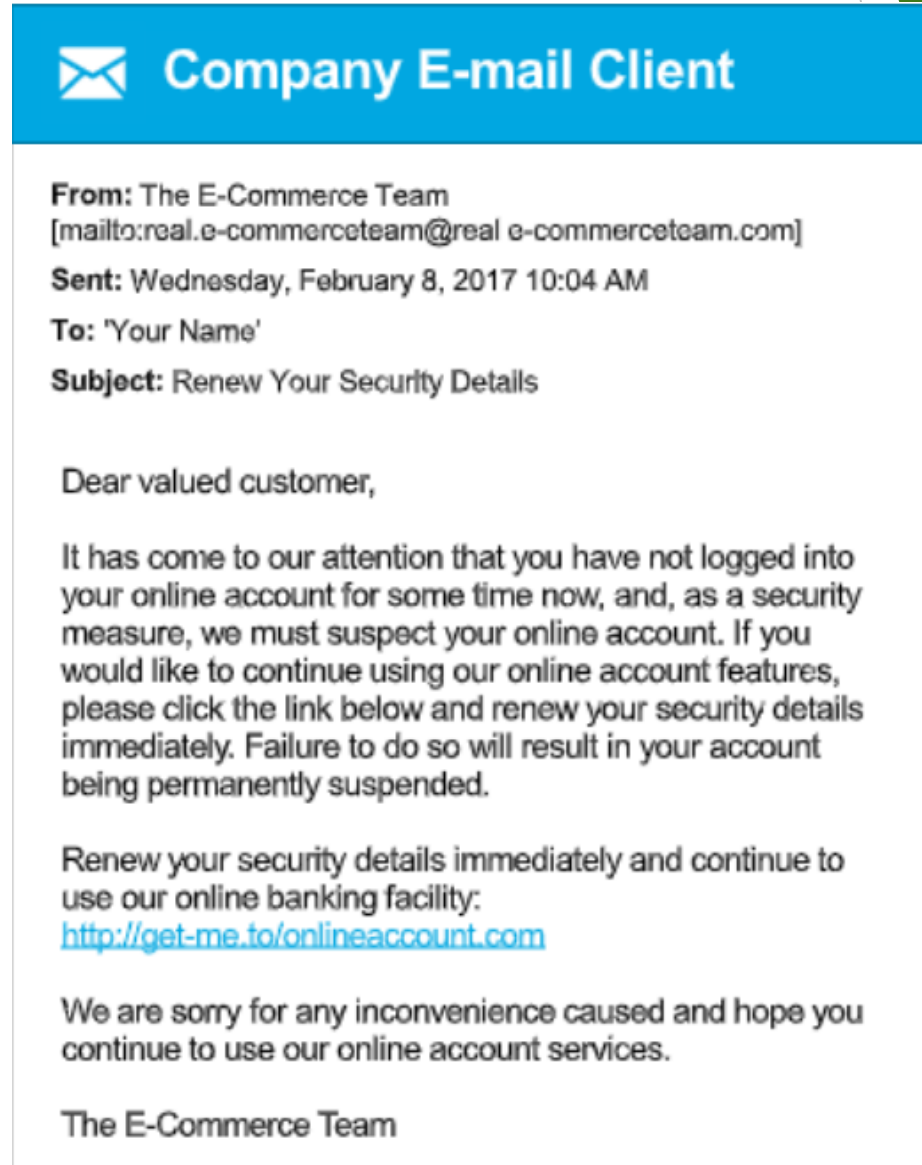 Company E-mail Client
From: The E-Commerce Team
[mailto:real.e-commerceteam@real e-commerceteam.com]
Sent: Wednesday, February 8, 2017 10:04 AM
To: 'Your Name'
Subject: Renew Your Security Details
Dear valued customer,
It has come to our attention that you have not logged into
your online account for some time now, and, as a security
measure, we must suspect your online account. If you
would like to continue using our online account features,
please click the link below and renew your security details
immediately. Failure to do so will result in your account
being permanently suspended.
Renew your security details immediately and continue to
use our online banking facility:
http://get-me.to/onlineaccount.com
We are sorry for any inconvenience caused and hope you
continue to use our online account services.
The E-Commerce Team